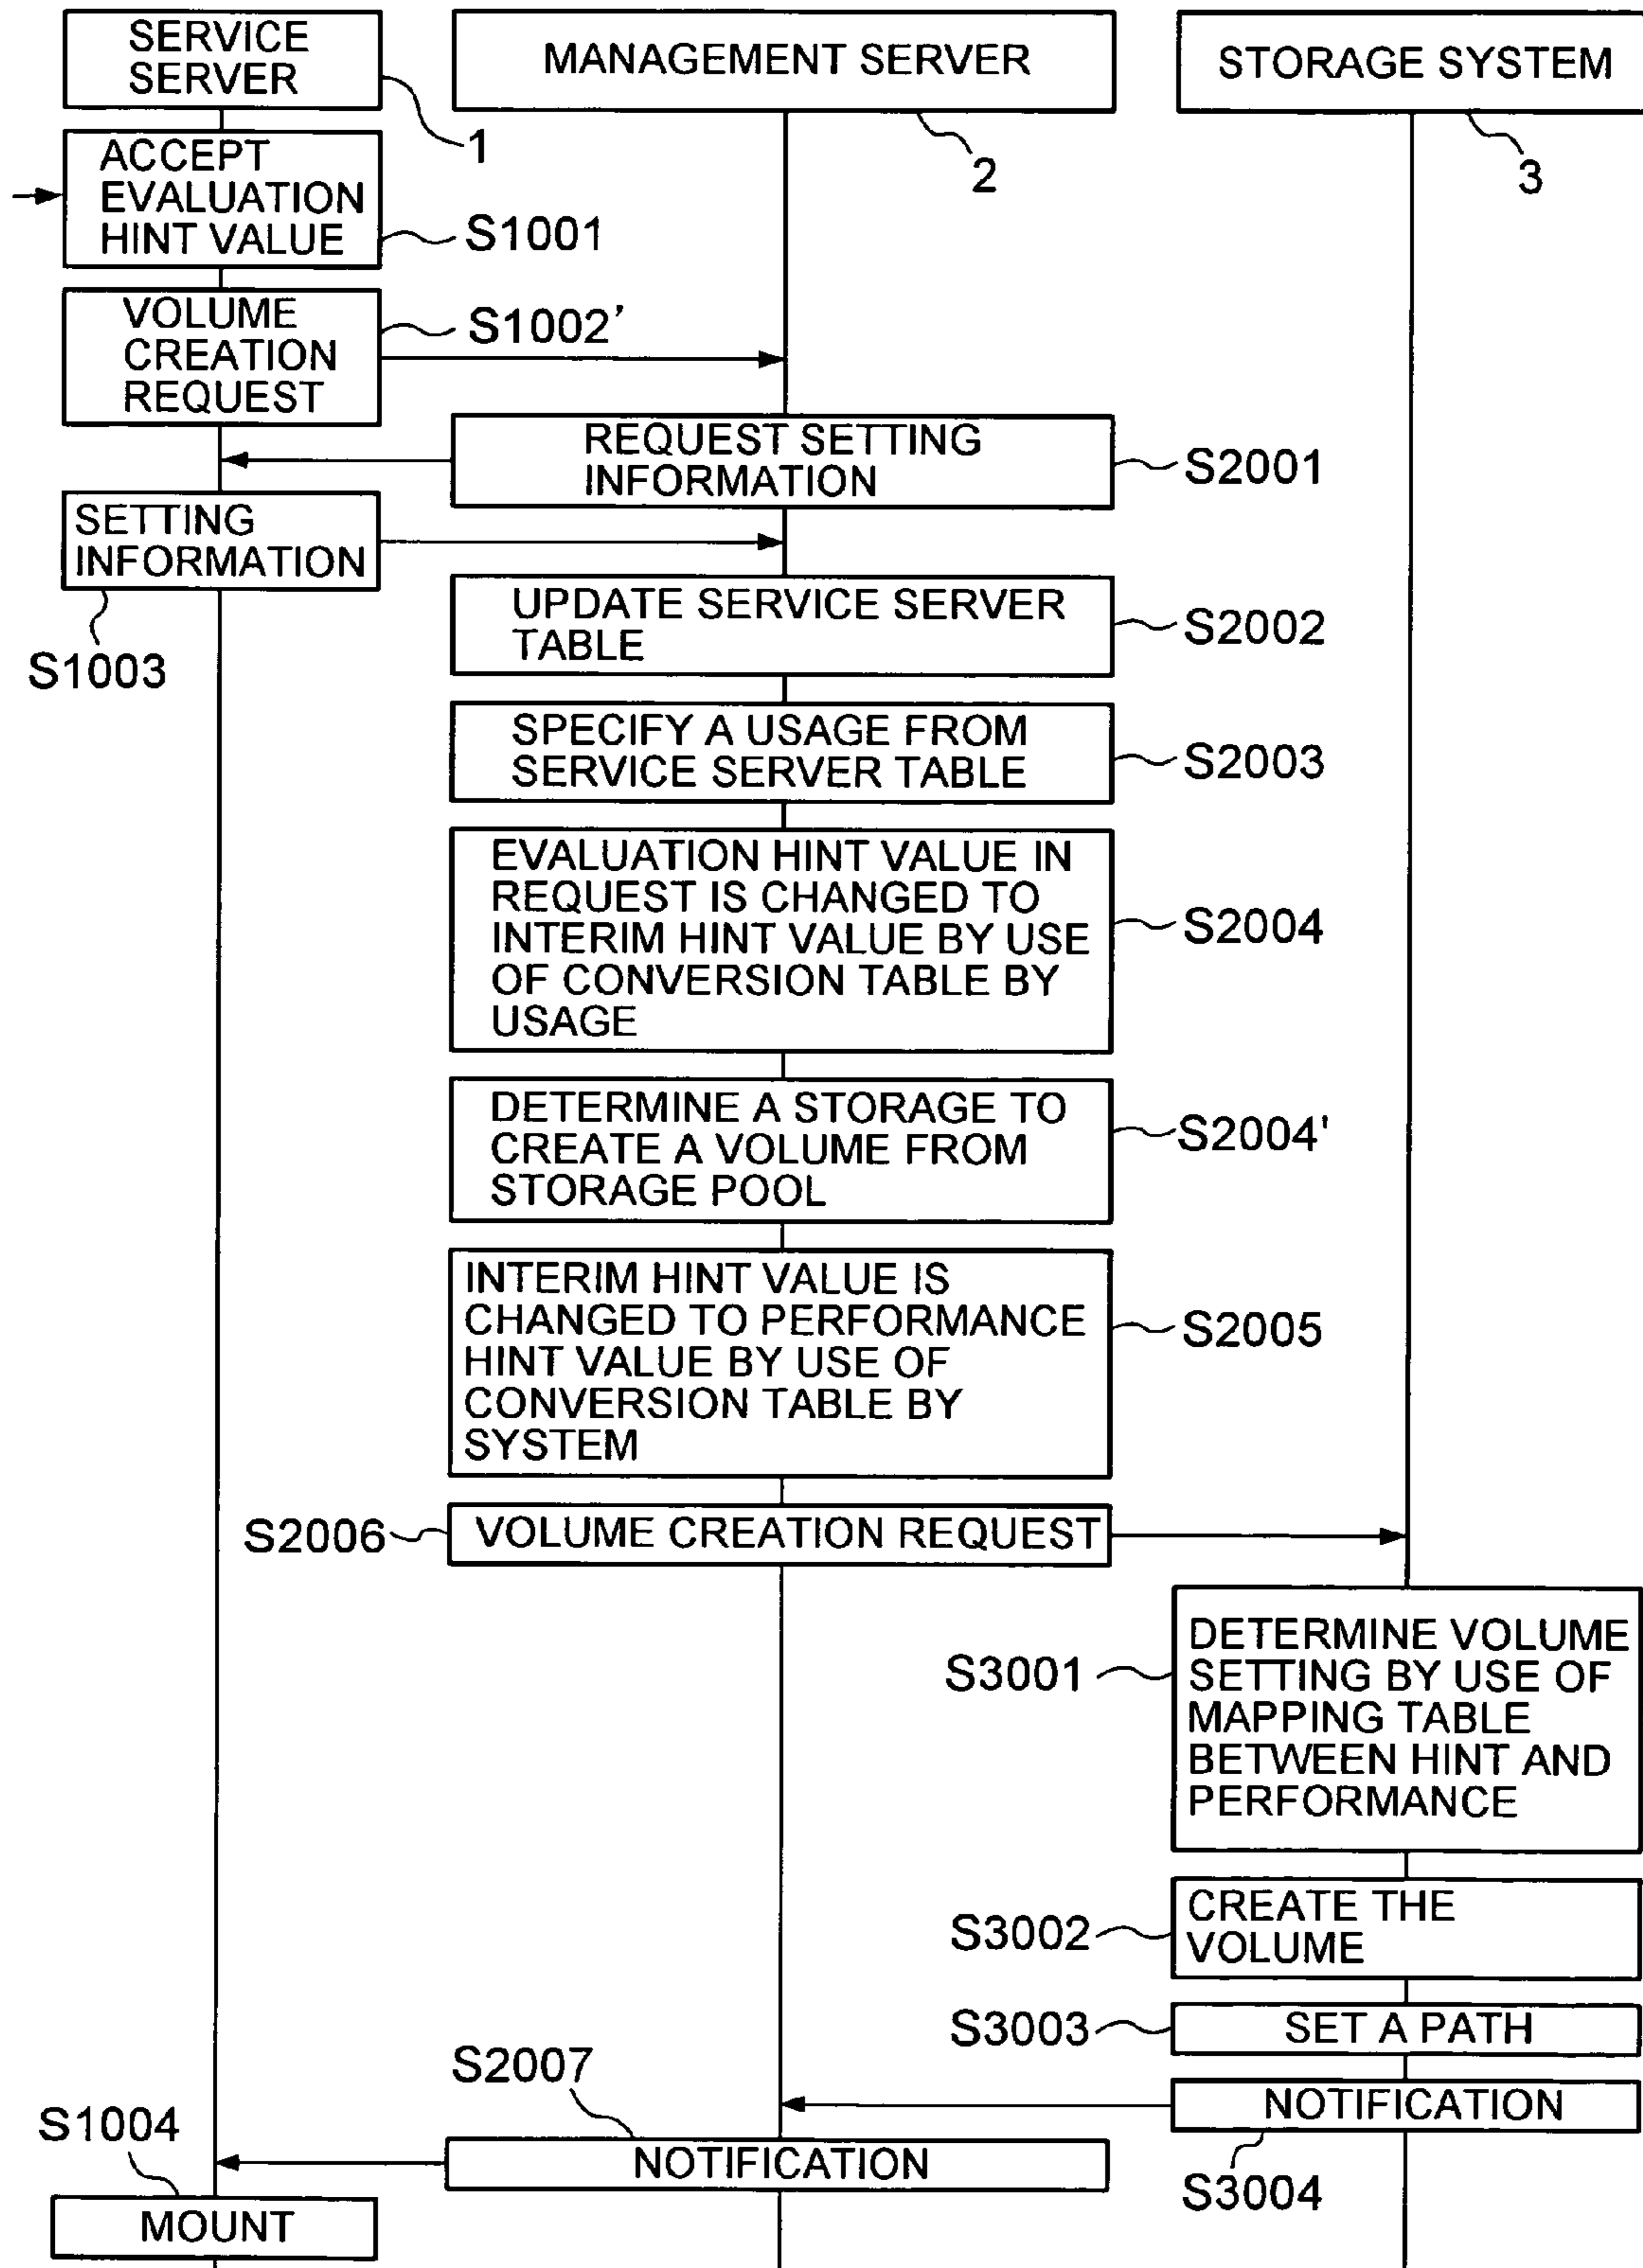 SERVICE
SERVER
MANAGEMENT SERVER
STORAGE SYSTEM
1
2
3
ACCEPT
EVALUATION
HINT VALUE
S1001
VOLUME
CREATION
REQUEST
S1002'
REQUEST SETTING
INFORMATION
S2001
SETTING
INFORMATION
S1003
UPDATE SERVICE SERVER
TABLE
S2002
SPECIFY A USAGE FROM
SERVICE SERVER TABLE
S2003
EVALUATION HINT VALUE IN
REQUEST IS CHANGED TO
INTERIM HINT VALUE BY USE
OF CONVERSION TABLE BY
USAGE
S2004
DETERMINE A STORAGE TO
CREATE A VOLUME FROM
STORAGE POOL
S2004'
INTERIM HINT VALUE IS
CHANGED TO PERFORMANCE
HINT VALUE BY USE OF
CONVERSION TABLE BY
SYSTEM
S2005
S2006
VOLUME CREATION REQUEST
S3001
DETERMINE VOLUME
SETTING BY USE OF
MAPPING TABLE
BETWEEN HINT AND
PERFORMANCE
S3002
CREATE THE
VOLUME
S3003
SET A PATH
S2007
NOTIFICATION
S3004
S1004
NOTIFICATION
MOUNT